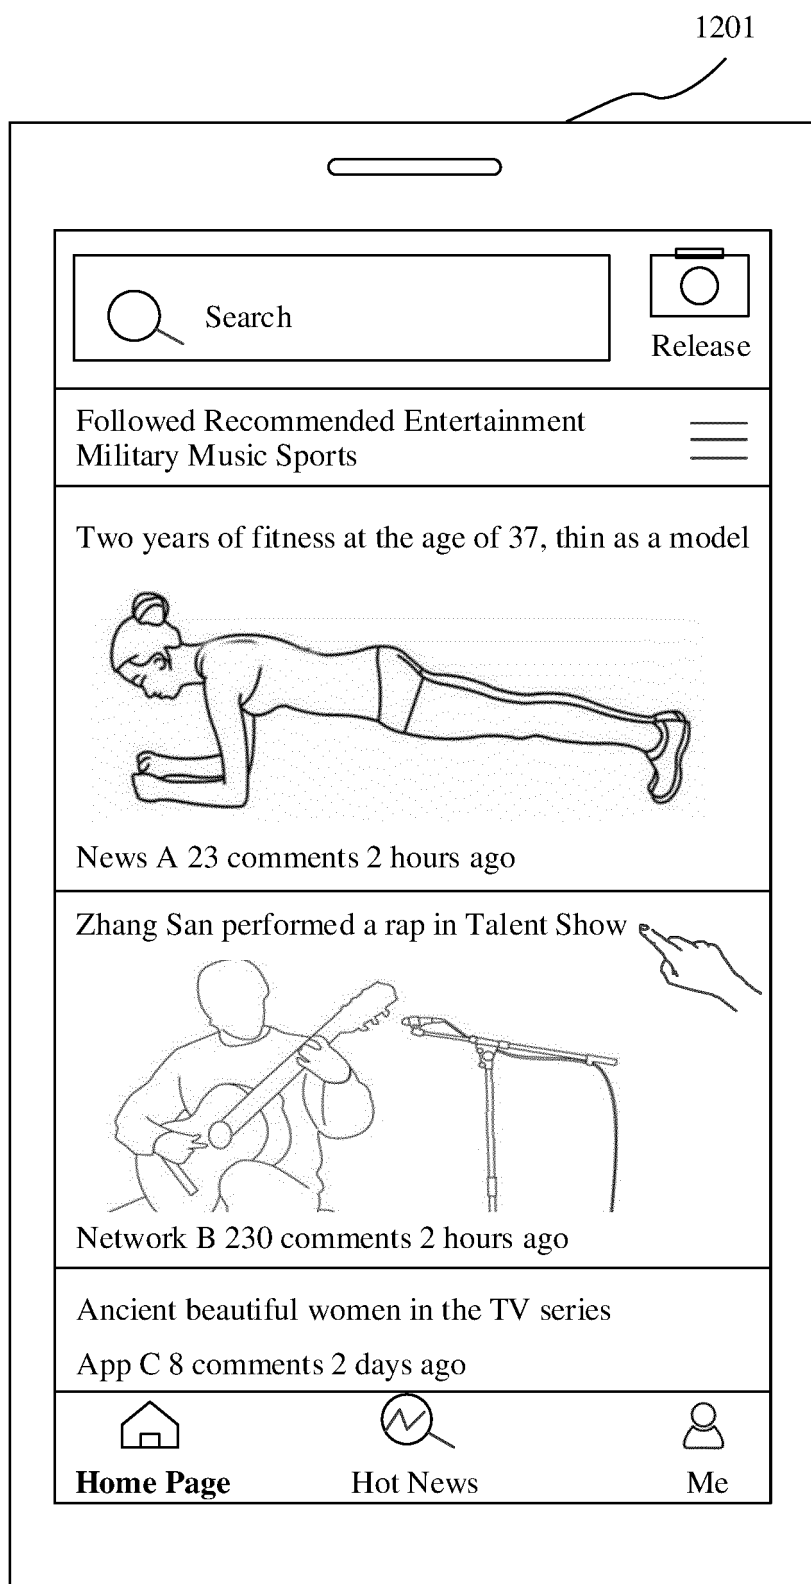 1201
Search
Release
Followed Recommended Entertainment
Military Music Sports
Two years of fitness at the age of 37, thin as a model
News A 23 comments 2 hours ago
Zhang San performed a rap in Talent Show
Network B 230 comments 2 hours ago
Ancient beautiful women in the TV series
App C 8 comments 2 days ago
Home Page
Hot News
Me